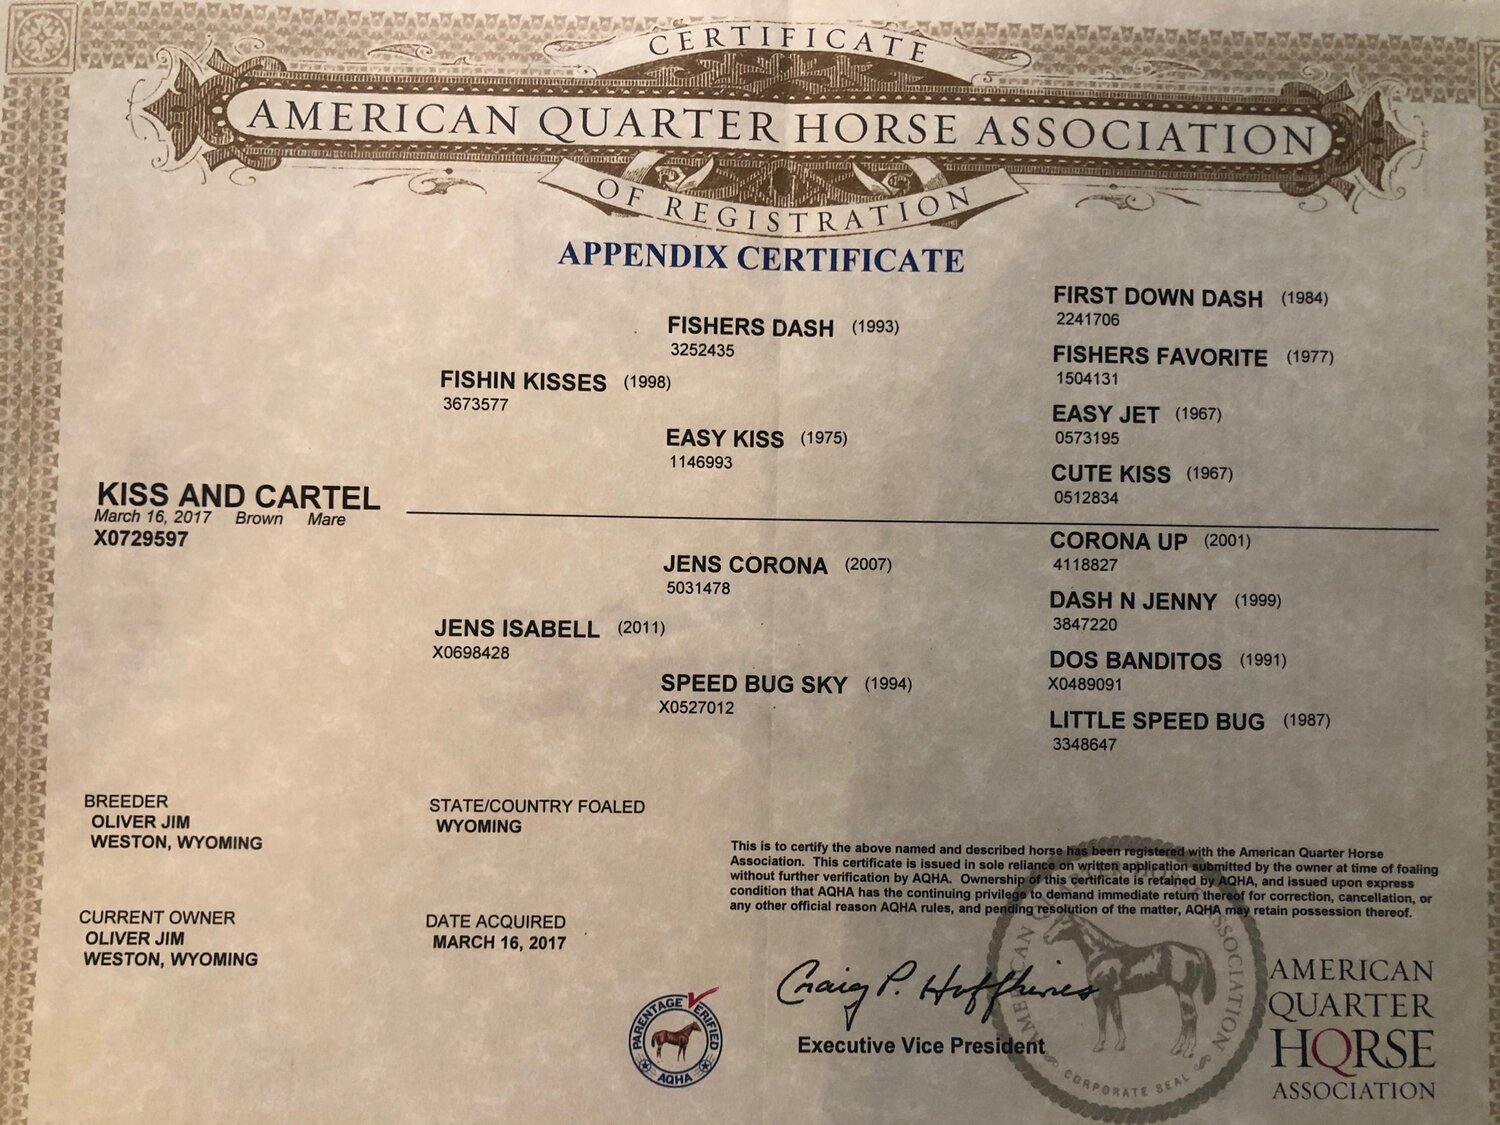 CERTIFICATE
AMERICAN QUARTER HORSE ASSOCIATION
OF REGISTRATION
APPENDIX CERTIFICATE
FIRST DOWN DASH (1984)
2241706
FISHERS DASH (1993)
3252435
FISHERS FAVORITE (1977)
1504131
FISHIN KISSES (1998)
3673577
EASY JET (1967)
0573195
EASY KISS (1975)
1146993
CUTE KISS (1967)
0512834
KISS AND CARTEL
March 16, 2017 Brown Mare
X0729597
CORONA UP (2001)
4118827
JENS CORONA (2007)
5031478
DASH N JENNY (1999)
3847220
JENS ISABELL (2011)
X0698428
DOS BANDITOS (1991)
X0489091
SPEED BUG SKY (1994)
X0527012
LITTLE SPEED BUG (1987)
3348647
BREEDER
OLIVER JIM
WESTON, WYOMING
STATE/COUNTRY FOALED
WYOMING
This is to certify the above named and described horse has been registered with the American Quarter Horse
Association. This certificate is issued in sole reliance on written application submitted by the owner at time of foaling
without further verification by AQHA. Ownership of this certificate is retained by AQHA, and issued upon express
condition that AQHA has the continuing privilege to demand immediate return thereof for correction, cancellation, or
any other official reason AQHA rules, and pending resolution of the matter, AQHA may retain possession thereof.
CURRENT OWNER
OLIVER JIM
WESTON, WYOMING
DATE ACQUIRED
MARCH 16, 2017
PARENTAGE VERIFIED
AQHA
Craig P. Huffhines
Executive Vice President
AMERICAN QUARTER HORSE ASSOCIATION
CORPORATE SEAL
AMERICAN
QUARTER
HORSE
ASSOCIATION